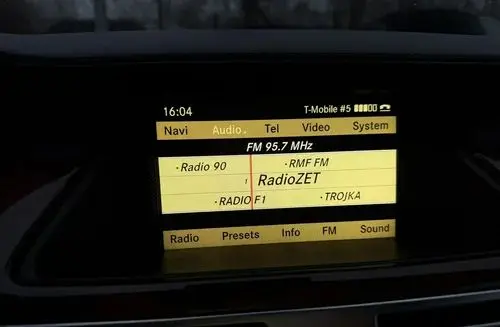 16:04 T-Mobile #5
Navi Audio. Tel Video System
FM 95.7 MHz
·Radio 90 ·RMF FM
1 RadioZET
·RADIO F1 ·TROJKA
Radio Presets Info FM Sound